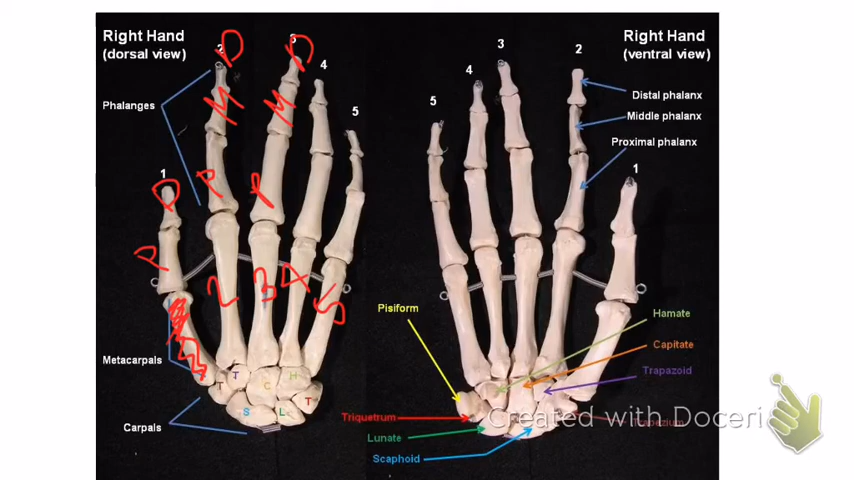 Right Hand
(dorsal view)
2
D
3
D
4
Phalanges
M
M
5
1
D
P
P
P
2
3
4
5
Metacarpals
T
T
C
H
S
L
T
Carpals
Right Hand
(ventral view)
3
2
4
5
Distal phalanx
Middle phalanx
Proximal phalanx
1
Pisiform
Hamate
Capitate
Trapazoid
Triquetrum
Trapezium
Lunate
Scaphoid
Created with Doceri